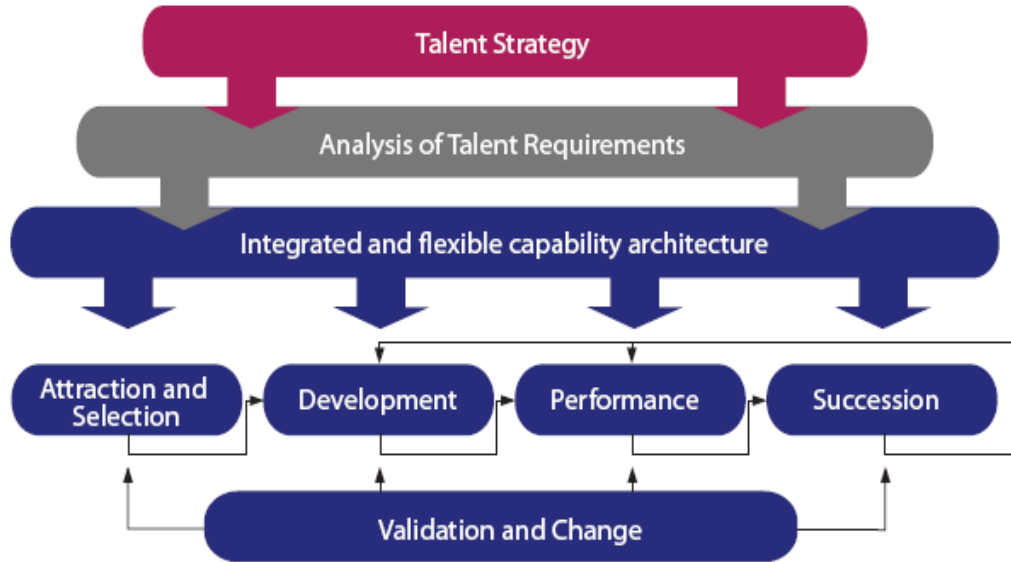 Talent Strategy
Analysis of Talent Requirements
Integrated and flexible capability architecture
Attraction and
Selection
Development
Performance
Succession
Validation and Change